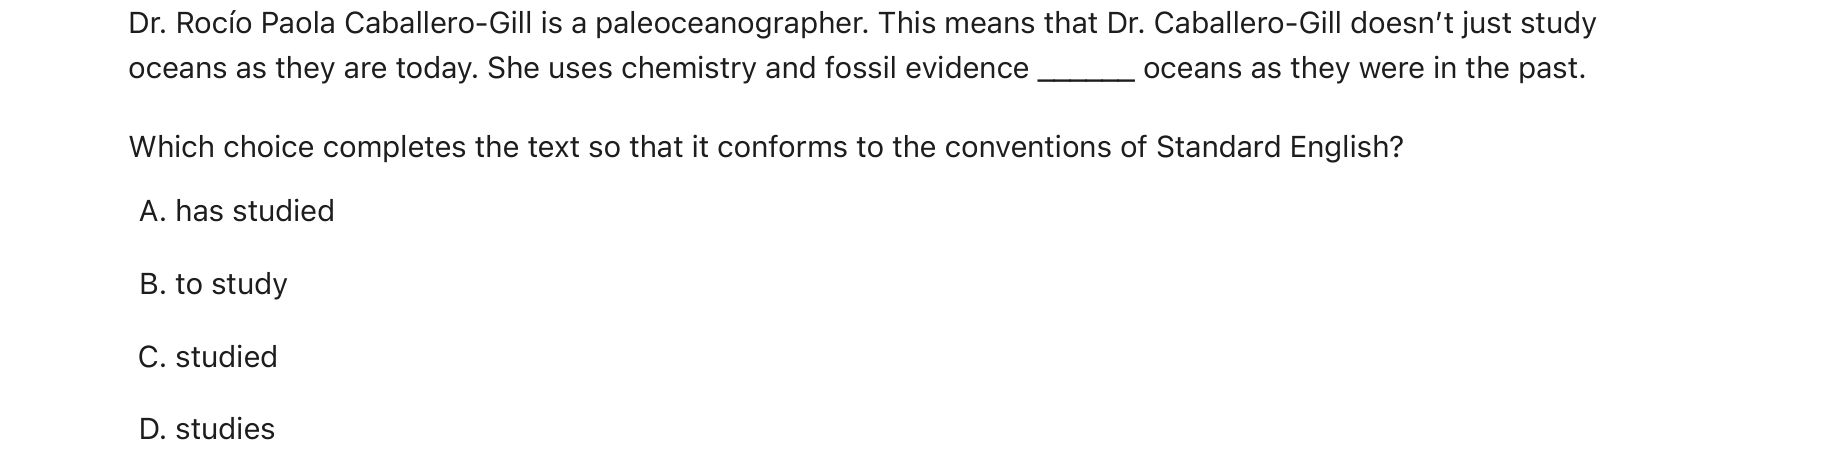 Dr. Rocío Paola Caballero-Gill is a paleoceanographer. This means that Dr. Caballero-Gill doesn't just study
oceans as they are today. She uses chemistry and fossil evidence ______ oceans as they were in the past.
Which choice completes the text so that it conforms to the conventions of Standard English?
A. has studied
B. to study
C. studied
D. studies